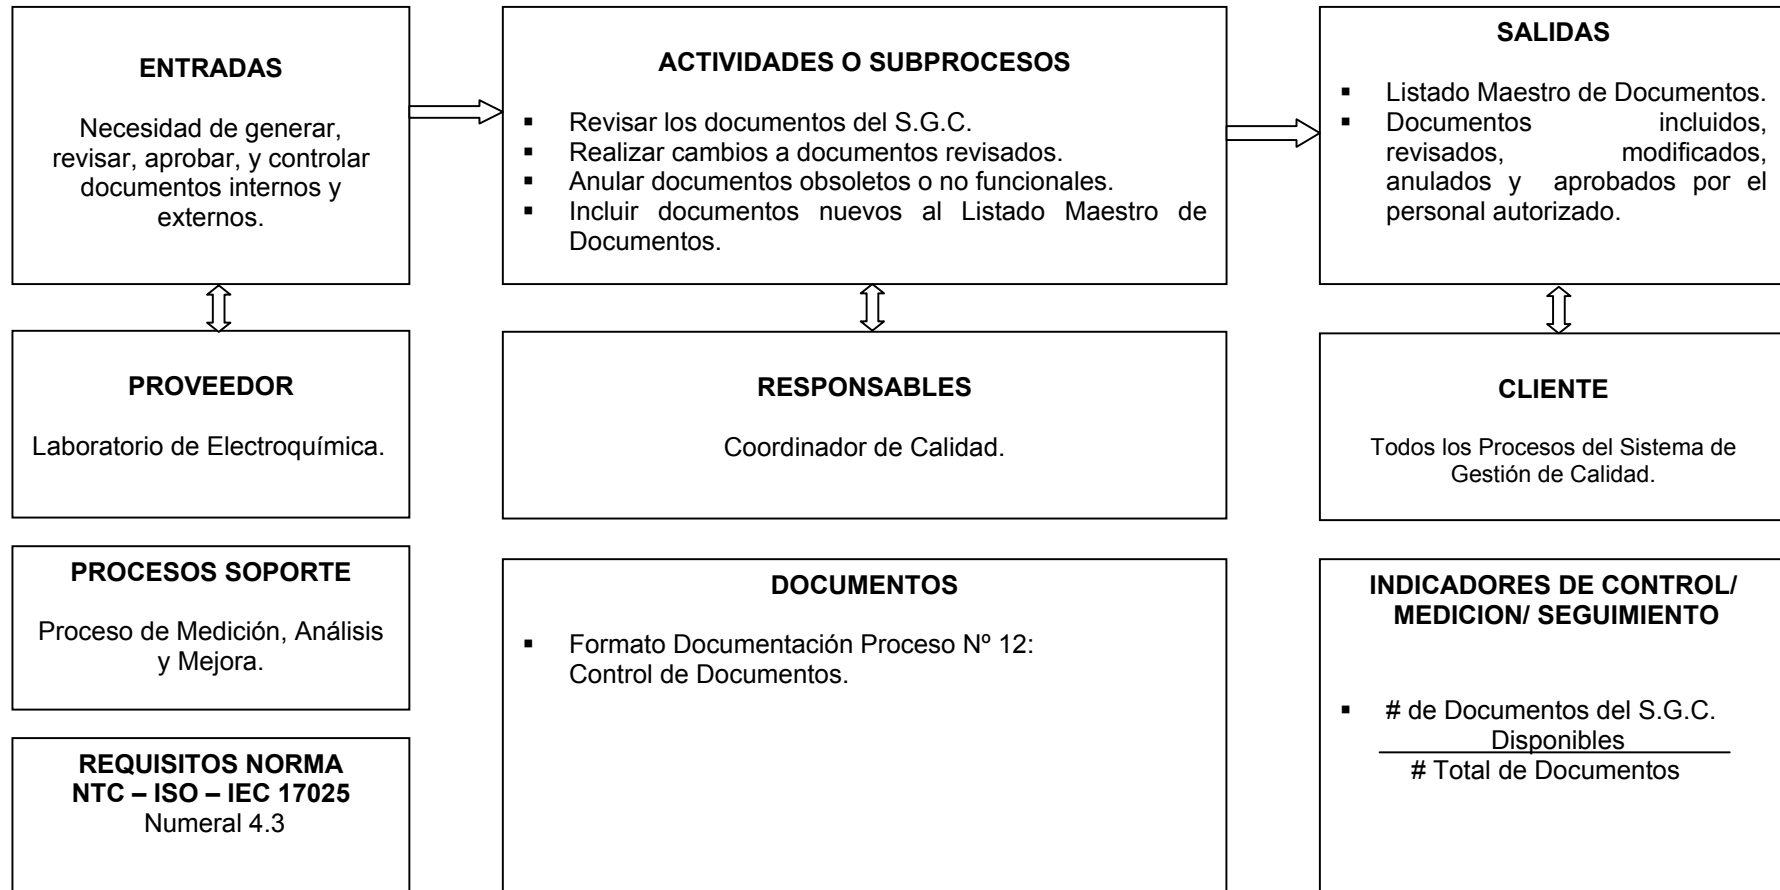 ENTRADAS
Necesidad de generar,
revisar, aprobar, y controlar
documentos internos y
externos.
ACTIVIDADES O SUBPROCESOS
▪ Revisar los documentos del S.G.C.
▪ Realizar cambios a documentos revisados.
▪ Anular documentos obsoletos o no funcionales.
▪ Incluir documentos nuevos al Listado Maestro de
Documentos.
SALIDAS
▪ Listado Maestro de Documentos.
▪ Documentos incluidos,
revisados, modificados,
anulados y aprobados por el
personal autorizado.
PROVEEDOR
Laboratorio de Electroquímica.
RESPONSABLES
Coordinador de Calidad.
CLIENTE
Todos los Procesos del Sistema de
Gestión de Calidad.
PROCESOS SOPORTE
Proceso de Medición, Análisis
y Mejora.
DOCUMENTOS
▪ Formato Documentación Proceso Nº 12:
Control de Documentos.
INDICADORES DE CONTROL/
MEDICION/ SEGUIMIENTO
▪ # de Documentos del S.G.C.
Disponibles
# Total de Documentos
REQUISITOS NORMA
NTC – ISO – IEC 17025
Numeral 4.3